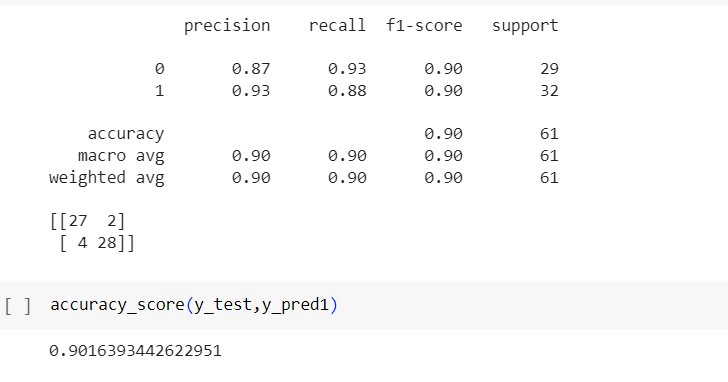 precision recall f1-score support
0 0.87 0.93 0.90 29
1 0.93 0.88 0.90 32
accuracy 0.90 61
macro avg 0.90 0.90 0.90 61
weighted avg 0.90 0.90 0.90 61
[[27 2]
[ 4 28]]
[ ] accuracy_score(y_test,y_pred1)
0.9016393442622951